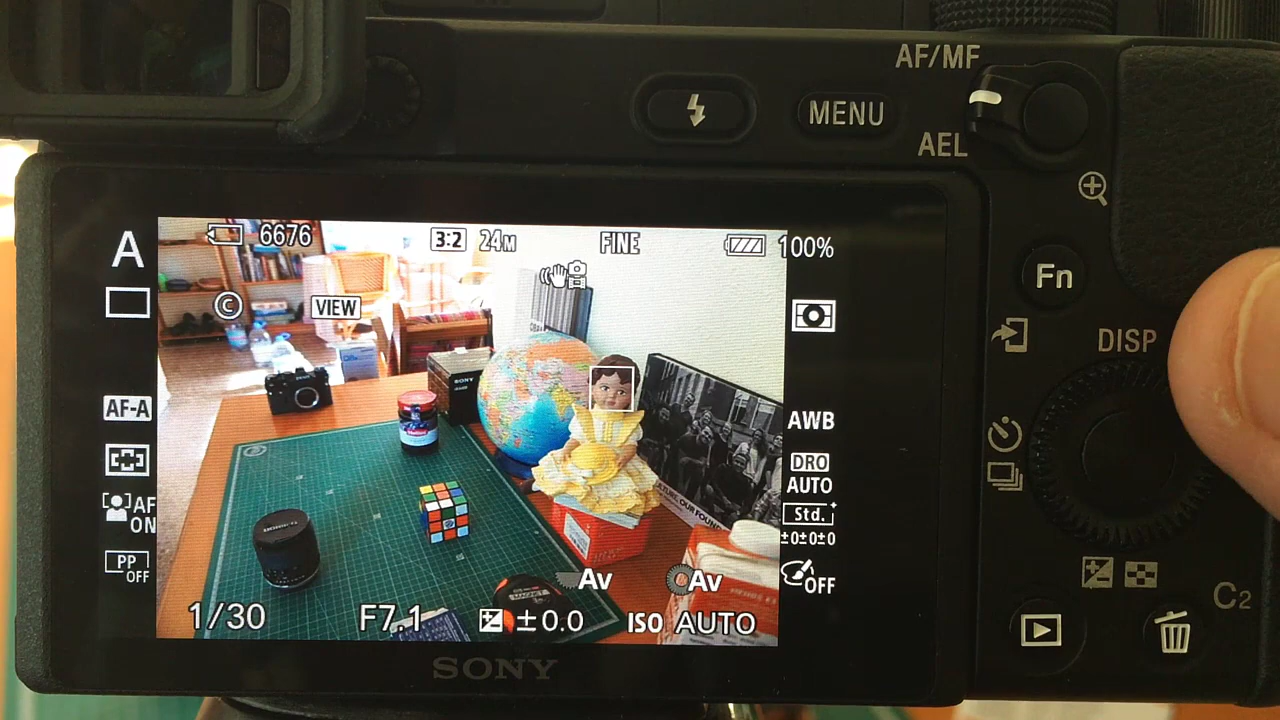 AF/MF
MENU
AEL
A
6676
3:2 24M
FINE
100%
Fn
© VIEW
DISP
SONY
AF-A
AWB
DRO
AUTO
AF
ON
Std.
±0±0±0
PP
OFF
OFF
Av
Av
1/30
F7.1
±0.0
ISO AUTO
C2
SONY